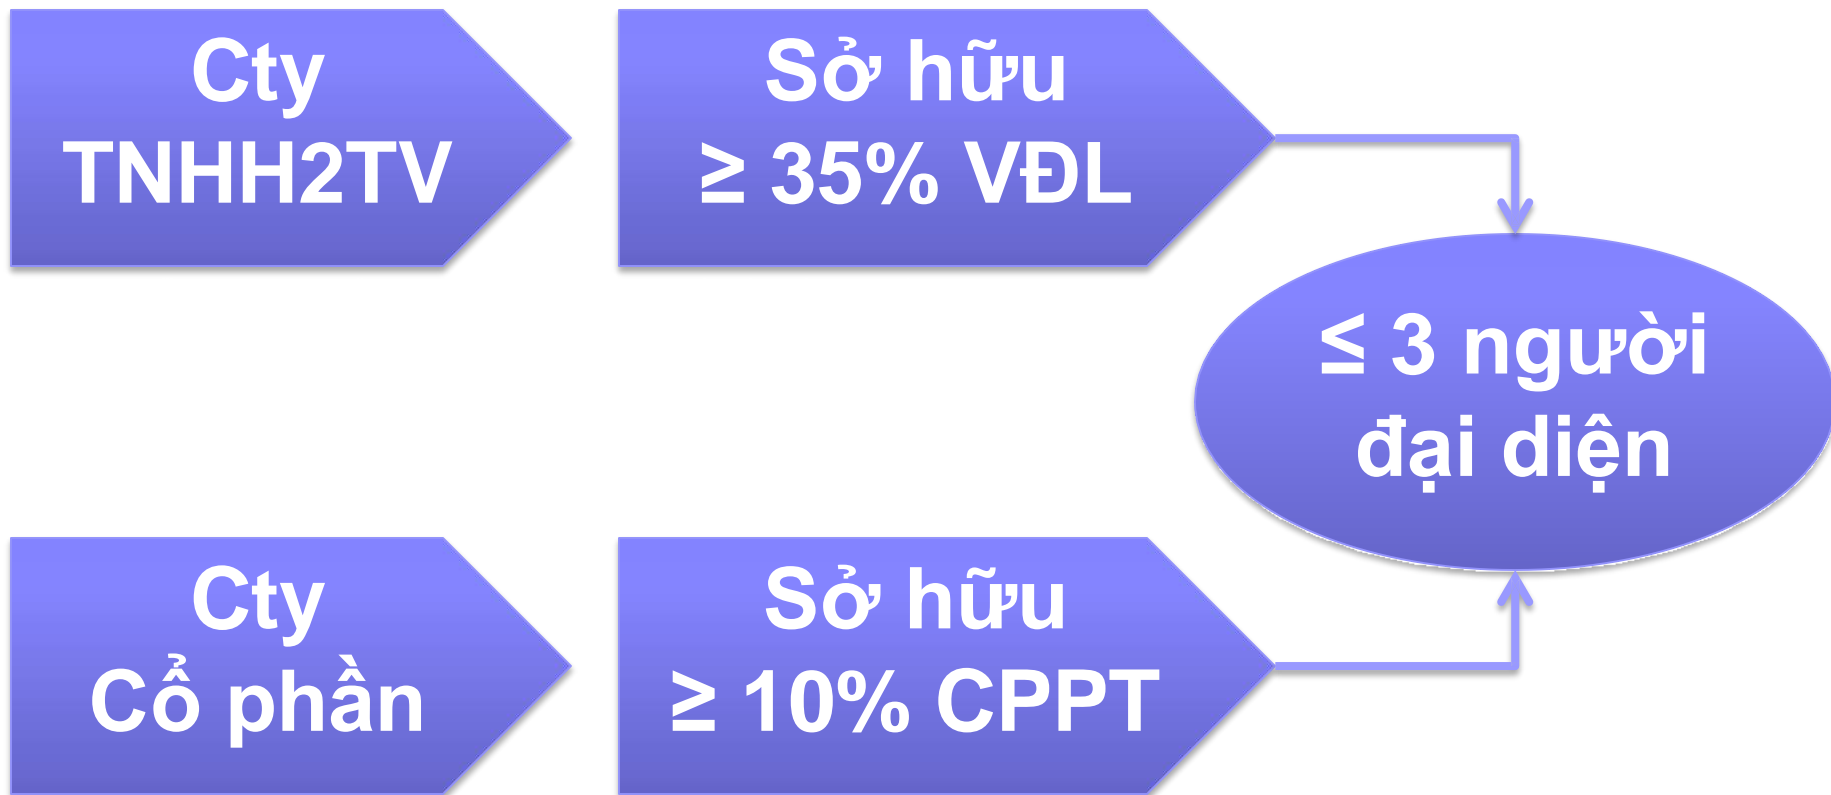 Cty
TNHH2TV
Sở hữu
≥ 35% VĐL
≤ 3 người
đại diện
Cty
Cổ phần
Sở hữu
≥ 10% CPPT